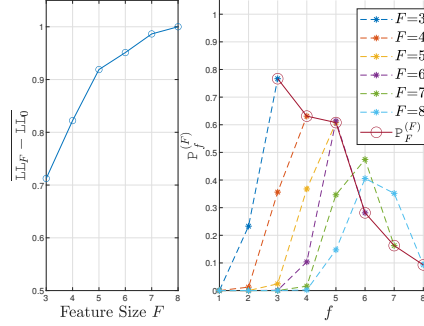 1
0.9
0.8
0.7
0.6
0.5
3 4 5 6 7 8
Feature Size F
LL_F − LL_0
0.9
0.8
0.7
0.6
0.5
0.4
0.3
0.2
0.1
0
1 2 3 4 5 6 7 8
f
P_f^(F)
F=3
F=4
F=5
F=6
F=7
F=8
P_F^(F)